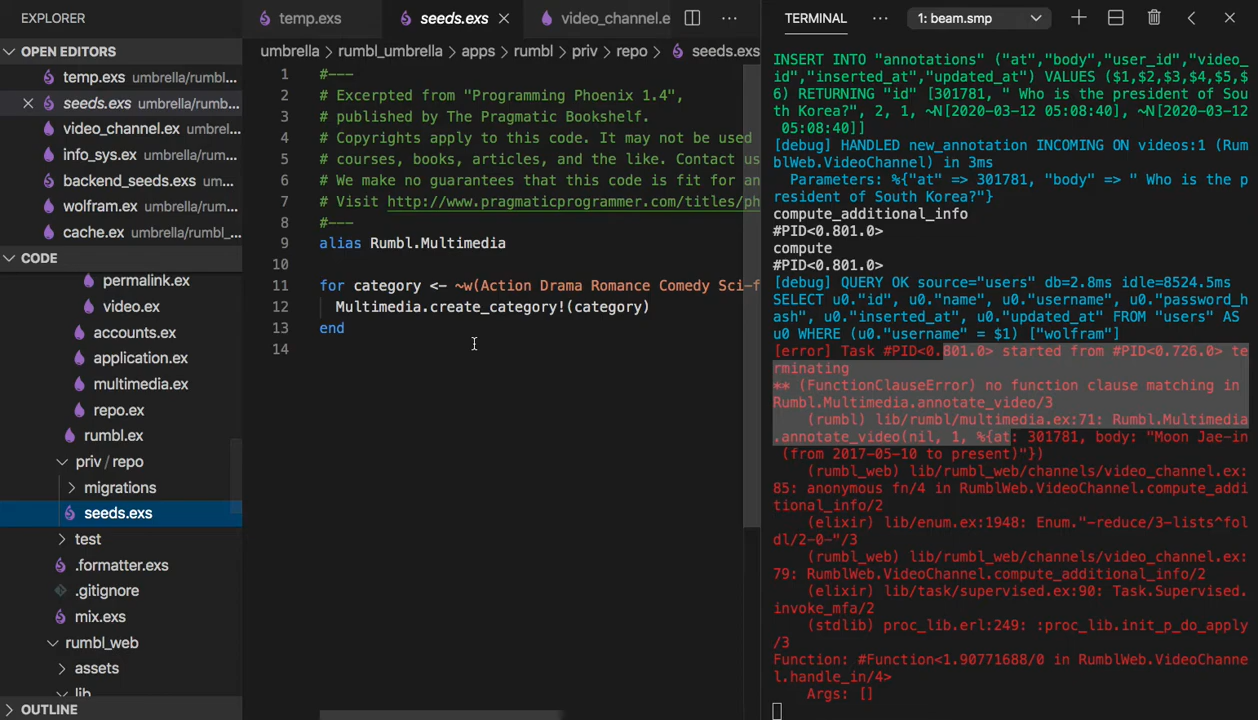 EXPLORER
OPEN EDITORS
temp.exs umbrella/rumbl...
seeds.exs umbrella/rumb...
video_channel.ex umbrel...
info_sys.ex umbrella/rum...
backend_seeds.exs um...
wolfram.ex umbrella/rum...
cache.ex umbrella/rumbl_...
CODE
permalink.ex
video.ex
accounts.ex
application.ex
multimedia.ex
repo.ex
rumbl.ex
priv/repo
migrations
seeds.exs
test
.formatter.exs
.gitignore
mix.exs
rumbl_web
assets
lib
OUTLINE
temp.exs seeds.exs video_channel.e
umbrella > rumbl_umbrella > apps > rumbl > priv > repo > seeds.exs
1 #---
2 # Excerpted from "Programming Phoenix 1.4",
3 # published by The Pragmatic Bookshelf.
4 # Copyrights apply to this code. It may not be used
5 # courses, books, articles, and the like. Contact us
6 # We make no guarantees that this code is fit for an
7 # Visit http://www.pragmaticprogrammer.com/titles/ph
8 #---
9 alias Rumbl.Multimedia
10
11 for category <- ~w(Action Drama Romance Comedy Sci-f
12 Multimedia.create_category!(category)
13 end
14
TERMINAL ... 1: beam.smp
INSERT INTO "annotations" ("at","body","user_id","video_
id","inserted_at","updated_at") VALUES ($1,$2,$3,$4,$5,$
6) RETURNING "id" [301781, " Who is the president of Sou
th Korea?", 2, 1, ~N[2020-03-12 05:08:40], ~N[2020-03-12
05:08:40]]
[debug] HANDLED new_annotation INCOMING ON videos:1 (Rum
blWeb.VideoChannel) in 3ms
Parameters: %{"at" => 301781, "body" => " Who is the p
resident of South Korea?"}
compute_additional_info
#PID<0.801.0>
compute
#PID<0.801.0>
[debug] QUERY OK source="users" db=2.8ms idle=8524.5ms
SELECT u0."id", u0."name", u0."username", u0."password_h
ash", u0."inserted_at", u0."updated_at" FROM "users" AS
u0 WHERE (u0."username" = $1) ["wolfram"]
[error] Task #PID<0.801.0> started from #PID<0.726.0> te
rminating
** (FunctionClauseError) no function clause matching in
Rumbl.Multimedia.annotate_video/3
(rumbl) lib/rumbl/multimedia.ex:71: Rumbl.Multimedia
.annotate_video(nil, 1, %{at: 301781, body: "Moon Jae-in
(from 2017-05-10 to present)"})
(rumbl_web) lib/rumbl_web/channels/video_channel.ex:
85: anonymous fn/4 in RumblWeb.VideoChannel.compute_addi
tional_info/2
(elixir) lib/enum.ex:1948: Enum."-reduce/3-lists^fol
dl/2-0-"/3
(rumbl_web) lib/rumbl_web/channels/video_channel.ex:
79: RumblWeb.VideoChannel.compute_additional_info/2
(elixir) lib/task/supervised.ex:90: Task.Supervised.
invoke_mfa/2
(stdlib) proc_lib.erl:249: :proc_lib.init_p_do_apply
/3
Function: #Function<1.90771688/0 in RumblWeb.VideoChanne
l.handle_in/4>
Args: []